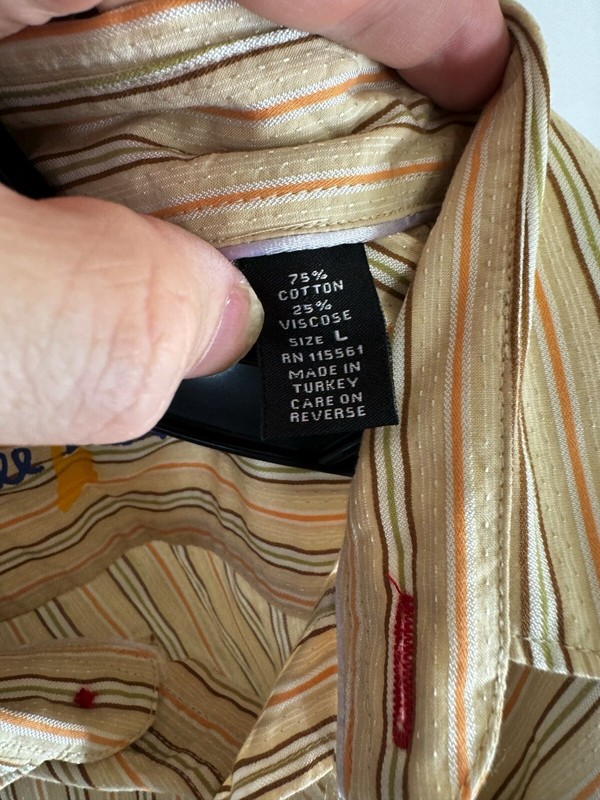 75%
COTTON
25%
VISCOSE
SIZE L
RN 115561
MADE IN
TURKEY
CARE ON
REVERSE